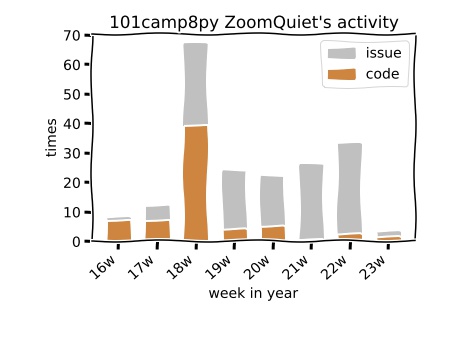 101camp8py ZoomQuiet's activity
issue
code
times
70
60
50
40
30
20
10
0
16w 17w 18w 19w 20w 21w 22w 23w
week in year